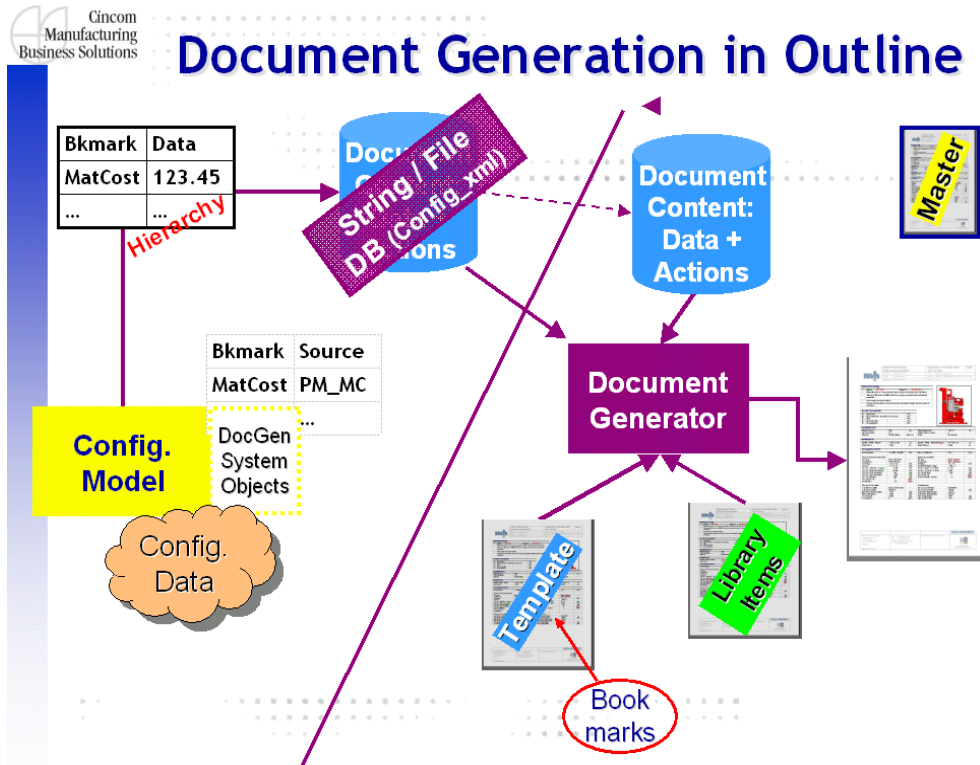 Cincom
Manufacturing
Business Solutions
Document Generation in Outline
Bkmark Data
MatCost 123.45
... ...
Hierarchy
String / File
DB (Config_xml)
Document
Content:
Data +
Actions
Master
Bkmark Source
MatCost PM_MC
...
Config.
Model
DocGen
System
Objects
Config.
Data
Document
Generator
Template
Library
Items
Book
marks